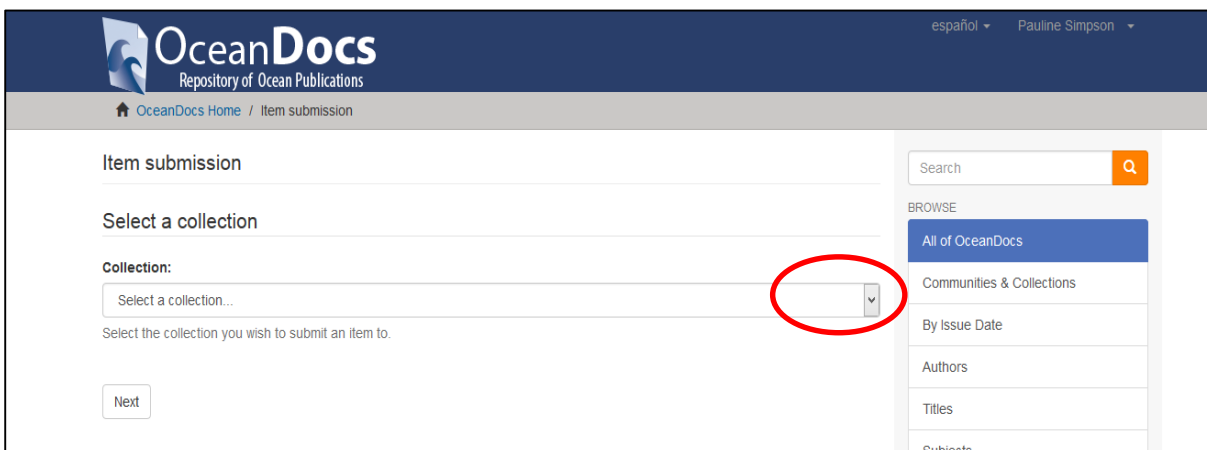 español Pauline Simpson
OceanDocs
Repository of Ocean Publications
OceanDocs Home / Item submission
Item submission
Select a collection
Collection:
Select a collection...
Select the collection you wish to submit an item to.
Next
Search
BROWSE
All of OceanDocs
Communities & Collections
By Issue Date
Authors
Titles
Subjects